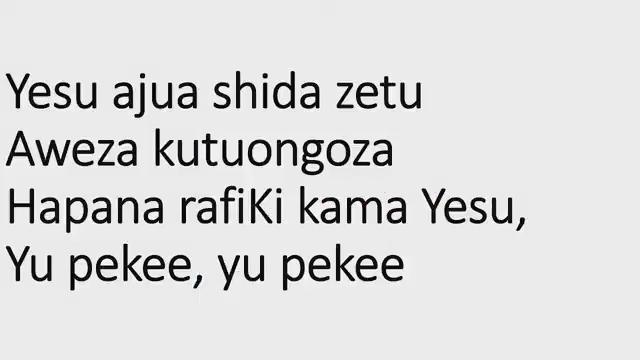 Yesu ajua shida zetu
Aweza kutuongoza
Hapana rafiKi kama Yesu,
Yu pekee, yu pekee